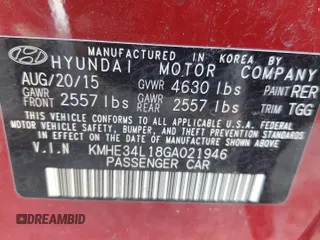 MANUFACTURED IN KOREA BY
HYUNDAI MOTOR COMPANY
AUG/20/15 GVWR 4630 lbs PAINT RER
GAWR FRONT 2557 lbs GAWR REAR 2557 lbs TRIM TGG
THIS VEHICLE CONFORMS TO ALL APPLICABLE FEDERAL
MOTOR VEHICLE SAFETY, BUMPER, AND THEFT PREVENTION STANDARDS
IN EFFECT ON THE DATE OF MANUFACTURE SHOWN ABOVE.
V.I.N KMHE34L18GA021946
PASSENGER CAR
DREAMBID